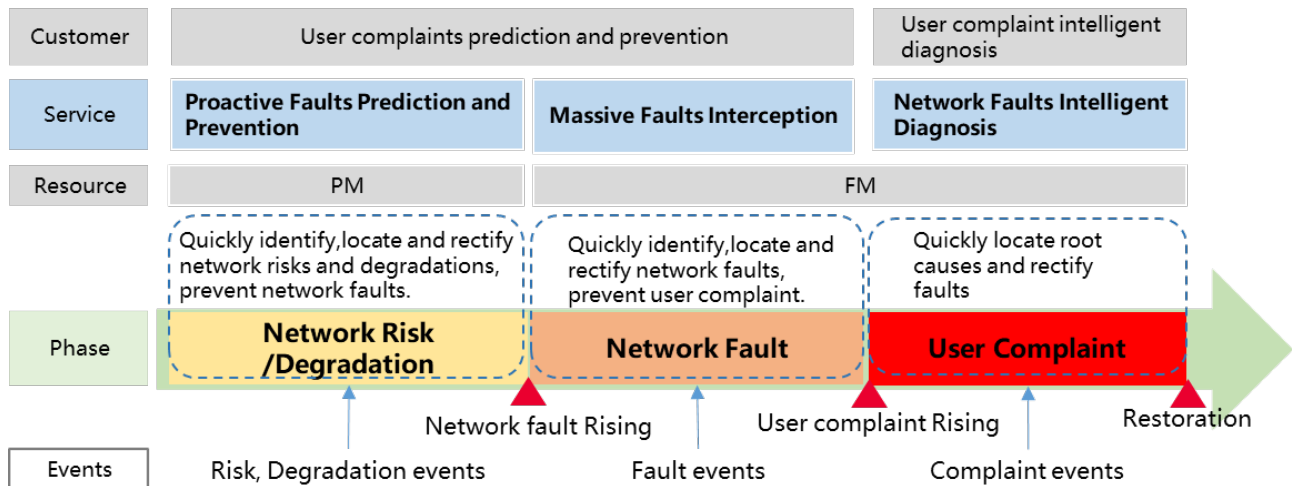 Customer
User complaints prediction and prevention
User complaint intelligent
diagnosis
Service
Proactive Faults Prediction and
Prevention
Massive Faults Interception
Network Faults Intelligent
Diagnosis
Resource
PM
FM
Quickly identify,locate and rectify
network risks and degradations,
prevent network faults.
Quickly identify,locate and
rectify network faults,
prevent user complaint.
Quickly locate root
causes and rectify
faults
Phase
Network Risk
/Degradation
Network Fault
User Complaint
Network fault Rising
User complaint Rising
Restoration
Events
Risk, Degradation events
Fault events
Complaint events